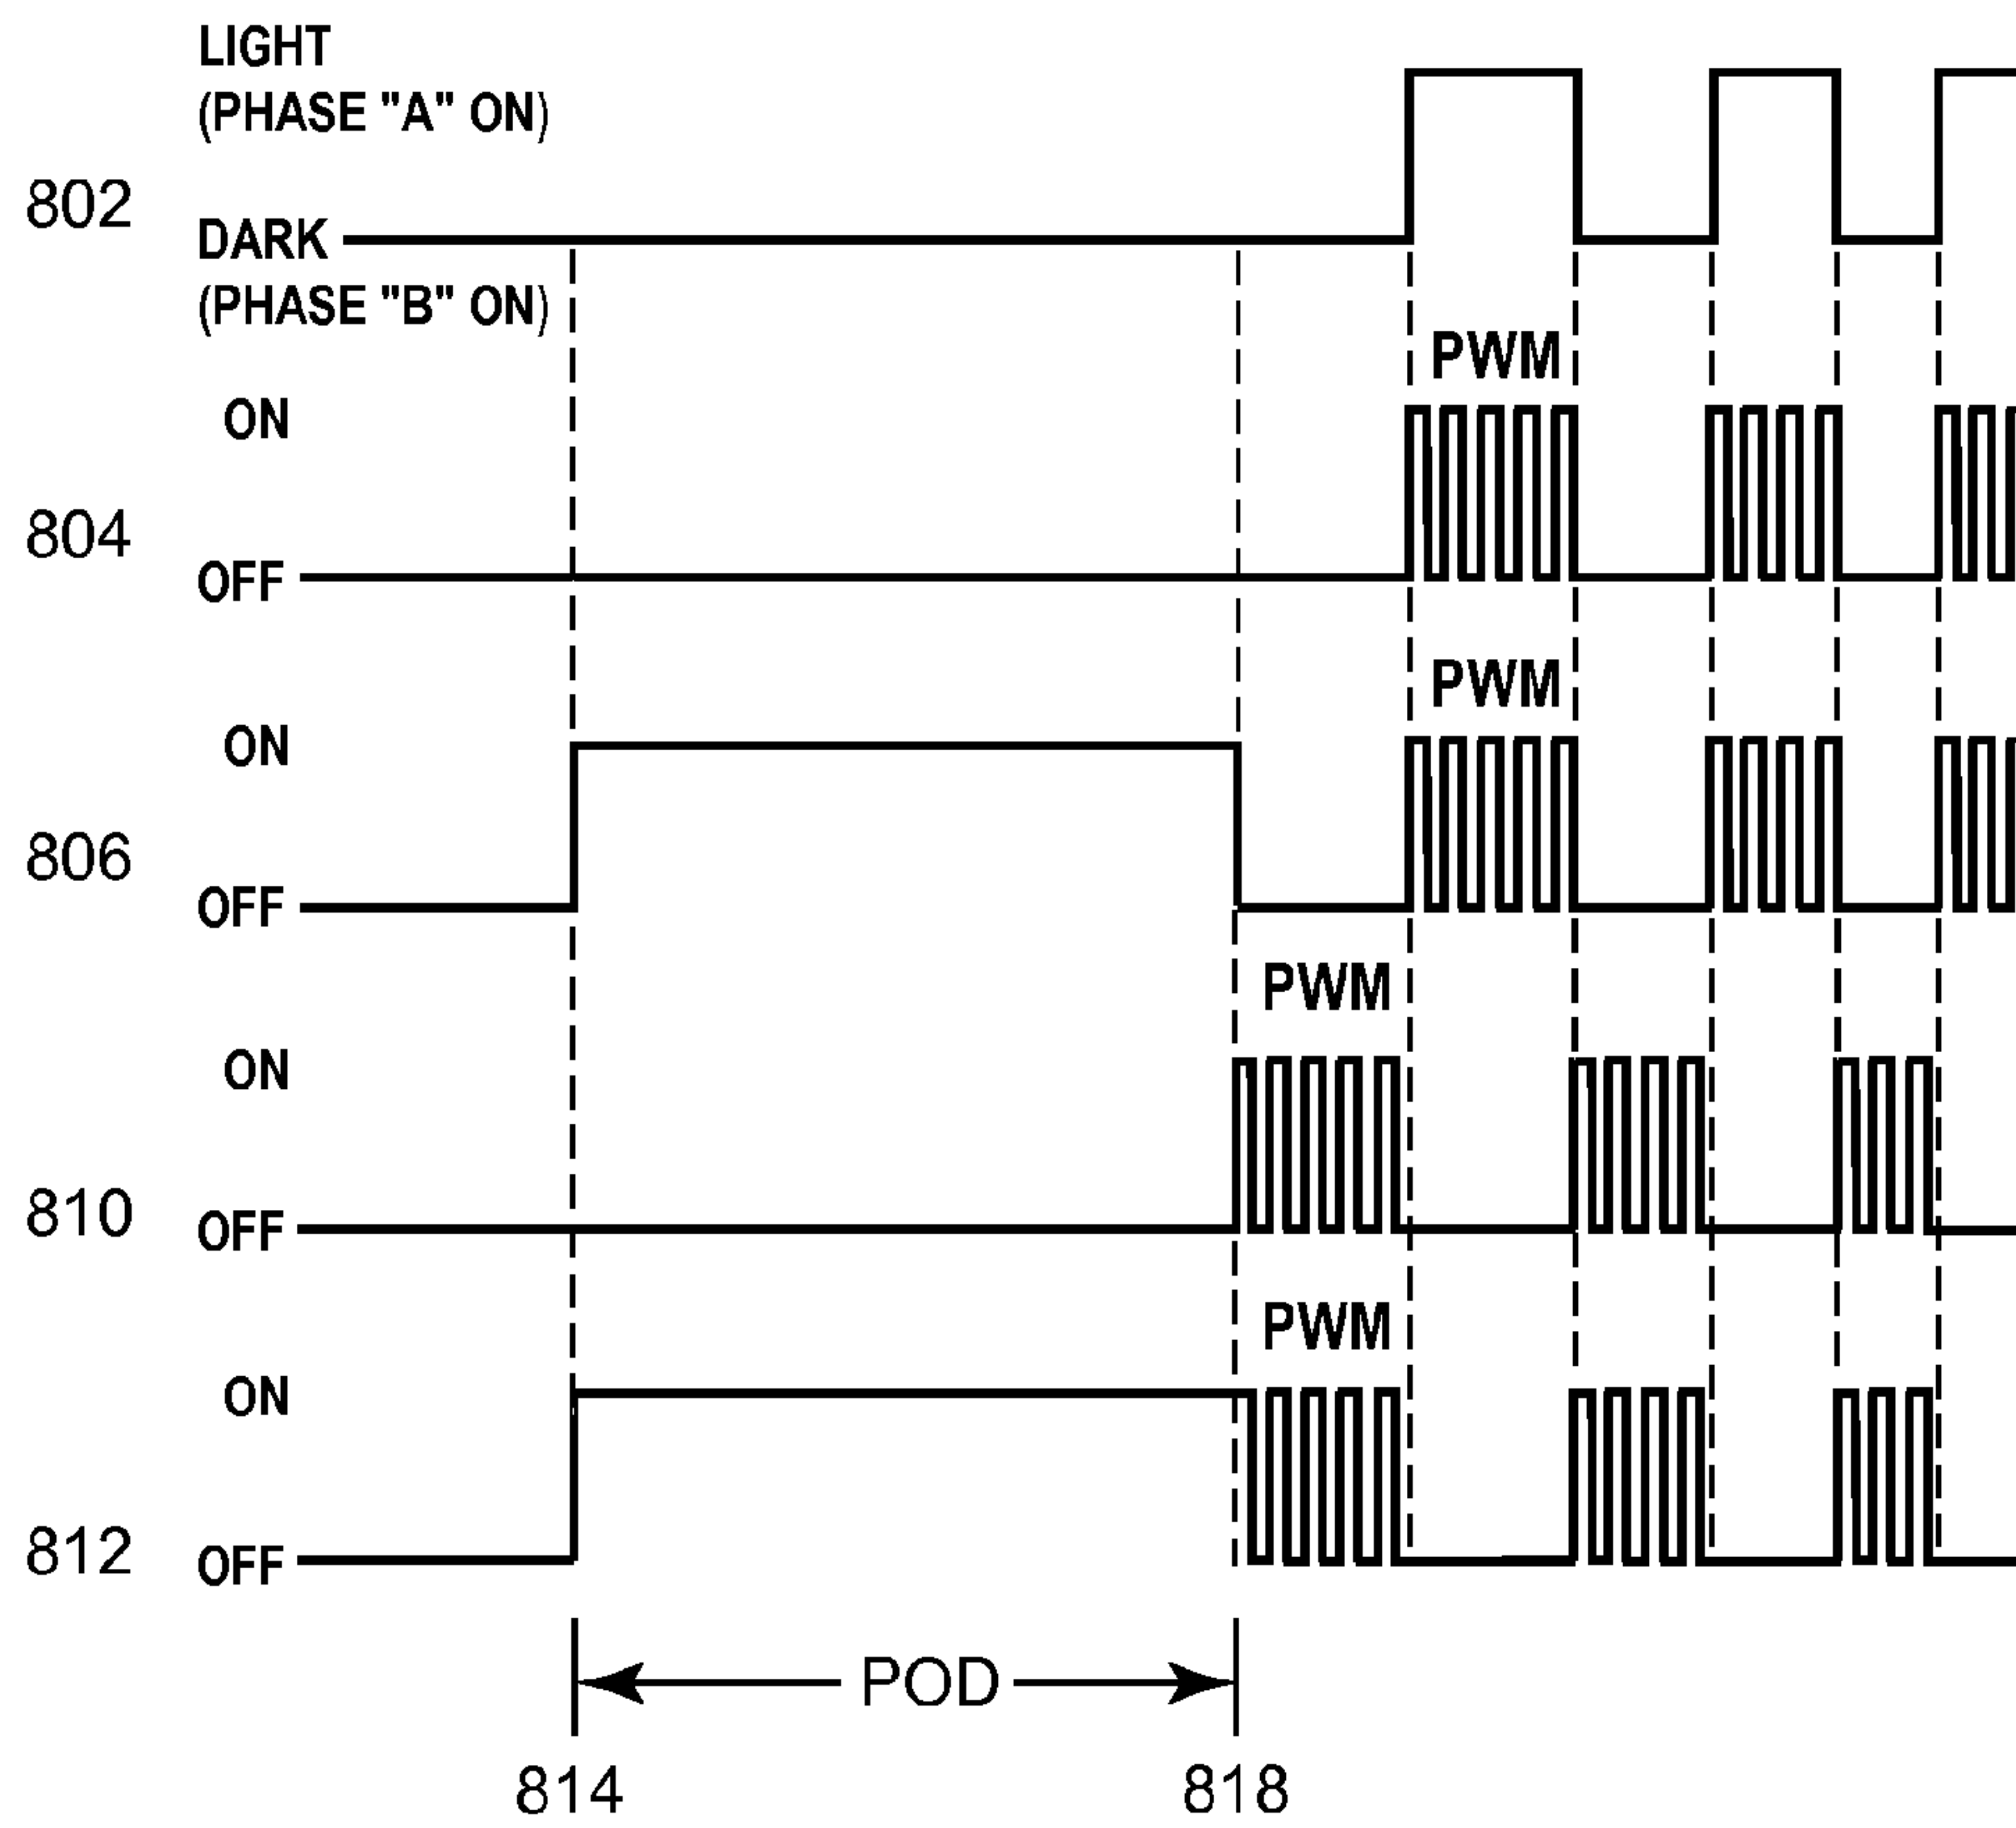 LIGHT
(PHASE "A" ON)
802
DARK
(PHASE "B" ON)
PWM
ON
804
OFF
PWM
ON
806
OFF
PWM
ON
810
OFF
PWM
ON
812
OFF
POD
814
818